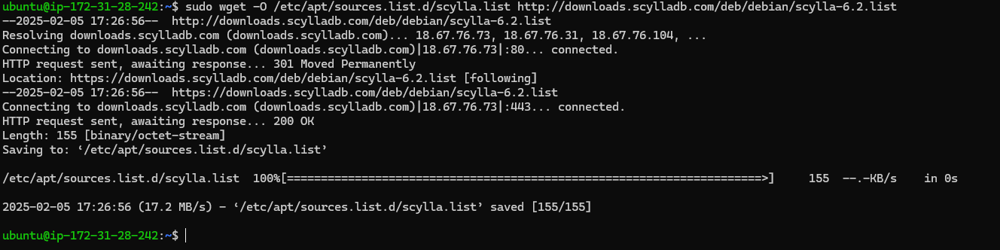 ubuntu@ip-172-31-28-242:~$ sudo wget -O /etc/apt/sources.list.d/scylla.list http://downloads.scylladb.com/deb/debian/scylla-6.2.list
--2025-02-05 17:26:56--  http://downloads.scylladb.com/deb/debian/scylla-6.2.list
Resolving downloads.scylladb.com (downloads.scylladb.com)... 18.67.76.73, 18.67.76.31, 18.67.76.104, ...
Connecting to downloads.scylladb.com (downloads.scylladb.com)|18.67.76.73|:80... connected.
HTTP request sent, awaiting response... 301 Moved Permanently
Location: https://downloads.scylladb.com/deb/debian/scylla-6.2.list [following]
--2025-02-05 17:26:56--  https://downloads.scylladb.com/deb/debian/scylla-6.2.list
Connecting to downloads.scylladb.com (downloads.scylladb.com)|18.67.76.73|:443... connected.
HTTP request sent, awaiting response... 200 OK
Length: 155 [binary/octet-stream]
Saving to: ‘/etc/apt/sources.list.d/scylla.list’
/etc/apt/sources.list.d/scylla.list  100%[======================================================================>]     155  --.-KB/s    in 0s
2025-02-05 17:26:56 (17.2 MB/s) - ‘/etc/apt/sources.list.d/scylla.list’ saved [155/155]
ubuntu@ip-172-31-28-242:~$